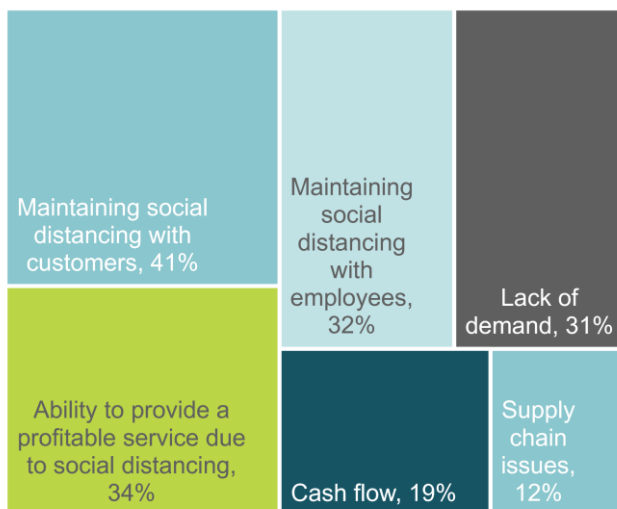 Maintaining social
distancing with
customers, 41%
Ability to provide a
profitable service due
to social distancing,
34%
Maintaining
social
distancing
with
employees,
32%
Lack of
demand, 31%
Cash flow, 19%
Supply
chain
issues,
12%